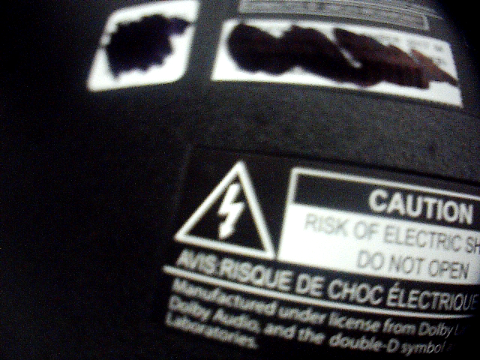 CAUTION
RISK OF ELECTRIC SH
DO NOT OPEN
AVIS: RISQUE DE CHOC ÉLECTRIQUE
Manufactured under license from Dolby
Dolby Audio, and the double-D symbol
Laboratories.